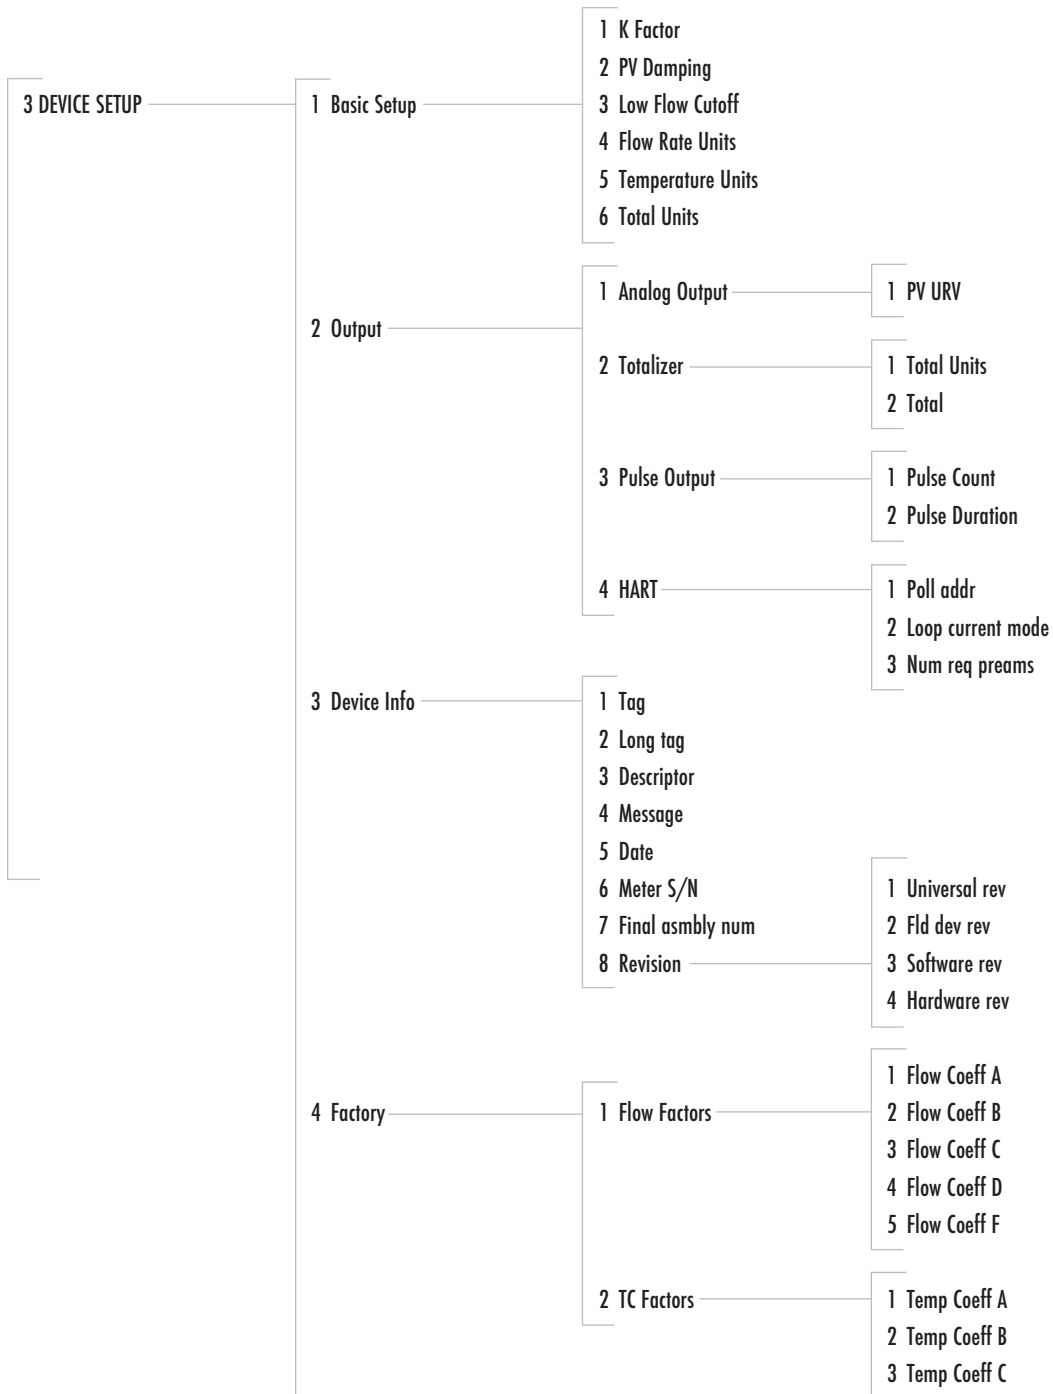 3 DEVICE SETUP
1 Basic Setup
1 K Factor
2 PV Damping
3 Low Flow Cutoff
4 Flow Rate Units
5 Temperature Units
6 Total Units
2 Output
1 Analog Output
1 PV URV
2 Totalizer
1 Total Units
2 Total
3 Pulse Output
1 Pulse Count
2 Pulse Duration
4 HART
1 Poll addr
2 Loop current mode
3 Num req preams
3 Device Info
1 Tag
2 Long tag
3 Descriptor
4 Message
5 Date
6 Meter S/N
7 Final asmbly num
8 Revision
1 Universal rev
2 Fld dev rev
3 Software rev
4 Hardware rev
4 Factory
1 Flow Factors
1 Flow Coeff A
2 Flow Coeff B
3 Flow Coeff C
4 Flow Coeff D
5 Flow Coeff F
2 TC Factors
1 Temp Coeff A
2 Temp Coeff B
3 Temp Coeff C